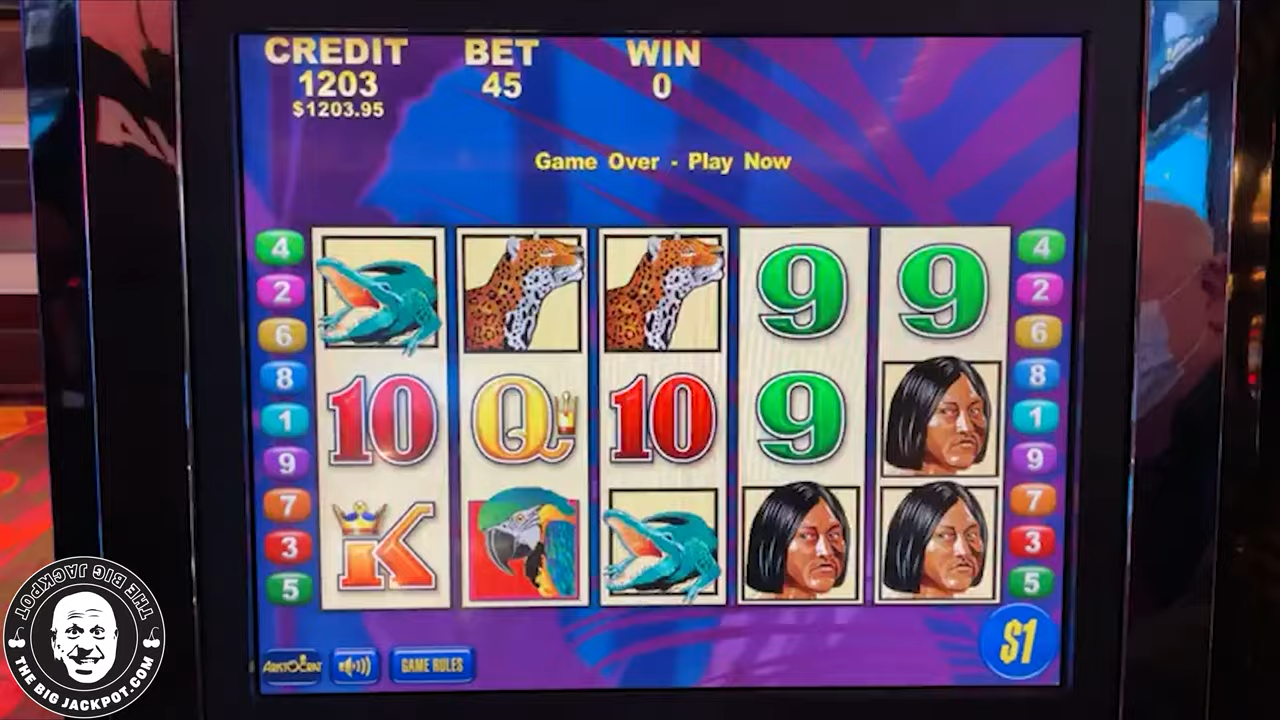 CREDIT BET WIN
1203 45 0
$1203.95
Game Over - Play Now
4 9 9 4
2 2
6 6
8 8
1 10 Q 10 9 1
9 9
7 7
3 K 3
5 5
$1
ARISTOCRAT GAME RULES
THE BIG JACKPOT
THE BIG JACKPOT.COM